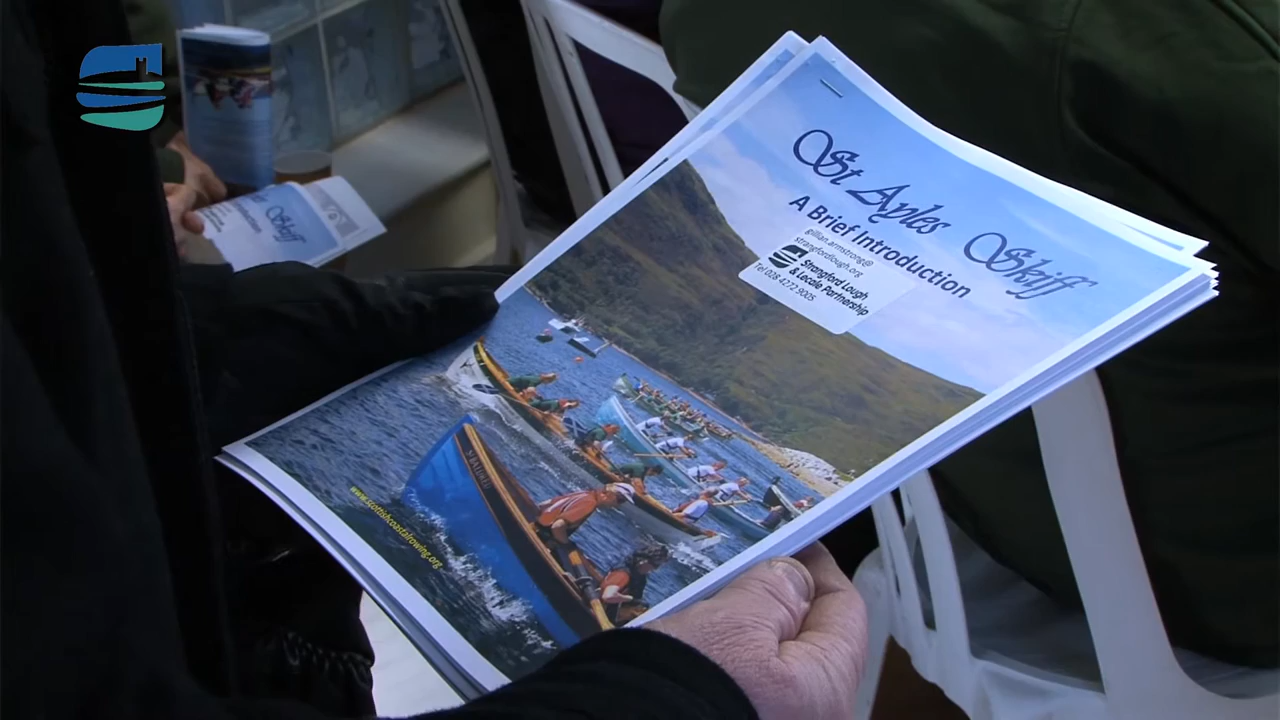 St Ayles Skiff
A Brief Introduction
gillian.armstrong@
strangfordlough.org
Strangford Lough
& Lecale Partnership
Tel 028 4272 9005
www.scottishcoastalrowing.org
Skiff